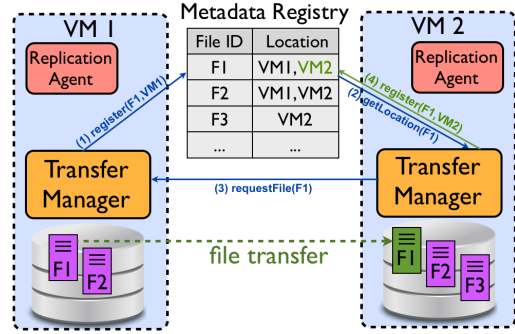 VM 1
Metadata Registry
VM 2
Replication
Agent
File ID
Location
F1
VM1,VM2
F2
VM1,VM2
F3
VM2
...
...
Replication
Agent
(1) register(F1,VM1)
(4) register(F1,VM2)
(2) getLocation(F1)
Transfer
Manager
(3) requestFile(F1)
Transfer
Manager
F1
F2
file transfer
F1
F2
F3